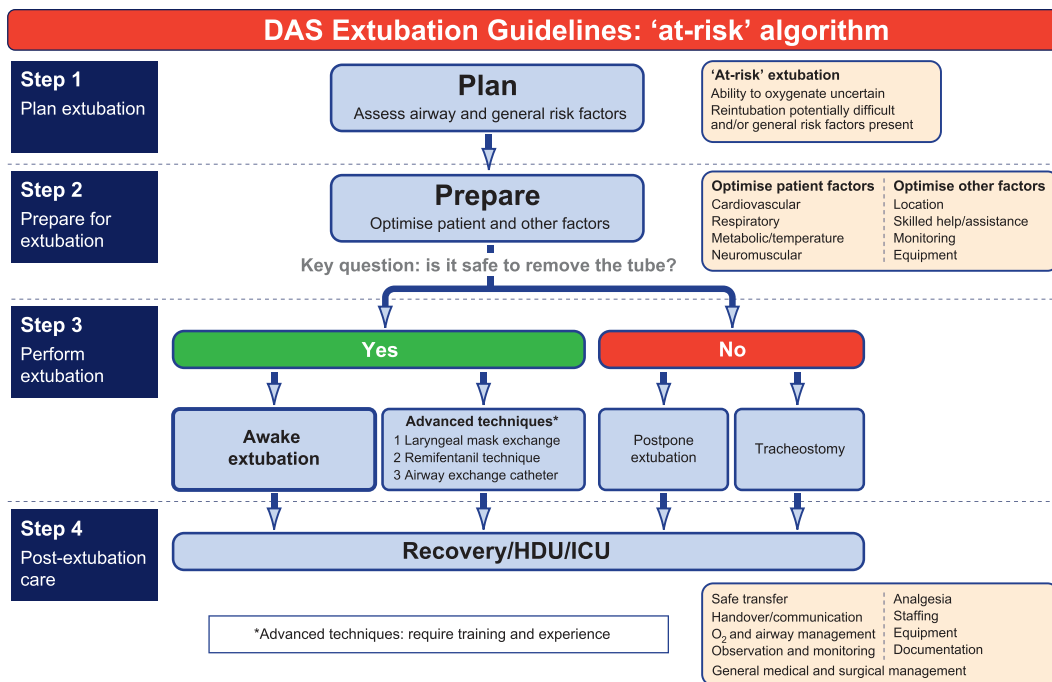 DAS Extubation Guidelines: ‘at-risk’ algorithm
Step 1
Plan extubation
Plan
Assess airway and general risk factors
‘At-risk’ extubation
Ability to oxygenate uncertain
Reintubation potentially difficult
and/or general risk factors present
Step 2
Prepare for
extubation
Prepare
Optimise patient and other factors
Optimise patient factors
Cardiovascular
Respiratory
Metabolic/temperature
Neuromuscular
Optimise other factors
Location
Skilled help/assistance
Monitoring
Equipment
Key question: is it safe to remove the tube?
Step 3
Perform
extubation
Yes
No
Awake
extubation
Advanced techniques*
1 Laryngeal mask exchange
2 Remifentanil technique
3 Airway exchange catheter
Postpone
extubation
Tracheostomy
Step 4
Post-extubation
care
Recovery/HDU/ICU
*Advanced techniques: require training and experience
Safe transfer
Handover/communication
O2 and airway management
Observation and monitoring
Analgesia
Staffing
Equipment
Documentation
General medical and surgical management